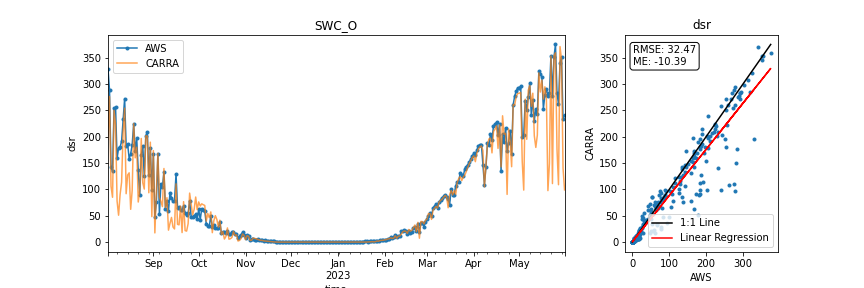 SWC_O
dsr
AWS
CARRA
dsr
350
300
250
200
150
100
50
0
Sep
Oct
Nov
Dec
Jan
2023
Feb
Mar
Apr
May
time
RMSE: 32.47
ME: -10.39
CARRA
350
300
250
200
150
100
50
0
1:1 Line
Linear Regression
0
100
200
300
AWS